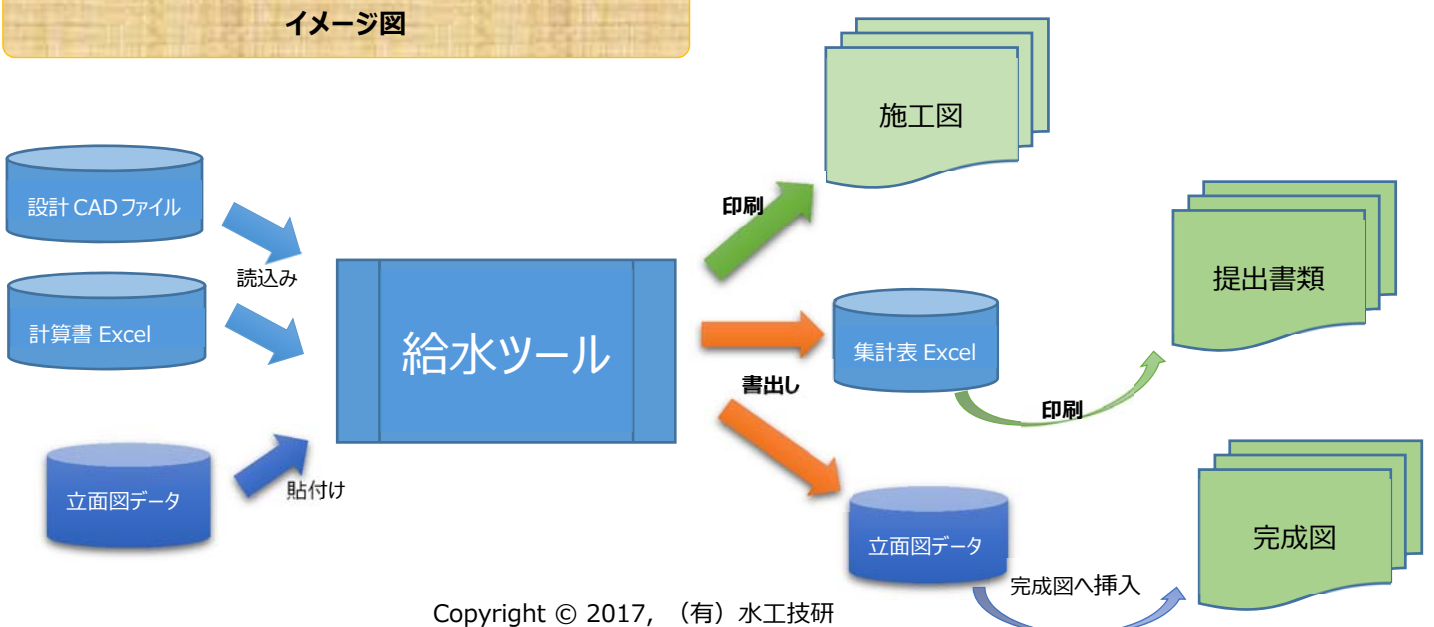 イメージ図
施工図
設計 CAD ファイル
印刷
読込み
提出書類
計算書 Excel
給水ツール
集計表 Excel
書出し
印刷
立面図データ
貼付け
立面図データ
完成図
完成図へ挿入
Copyright © 2017, （有）水工技研